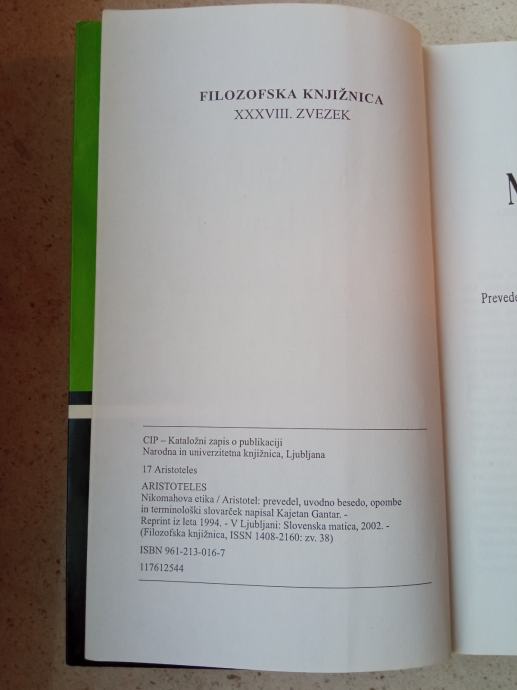 FILOZOFSKA KNJIŽNICA
XXXVIII. ZVEZEK
CIP – Kataložni zapis o publikaciji
Narodna in univerzitetna knjižnica, Ljubljana
17 Aristoteles
ARISTOTELES
Nikomahova etika / Aristotel: prevedel, uvodno besedo, opombe
in terminološki slovarček napisal Kajetan Gantar. -
Reprint iz leta 1994. - V Ljubljani: Slovenska matica, 2002. -
(Filozofska knjižnica, ISSN 1408-2160: zv. 38)
ISBN 961-213-016-7
117612544